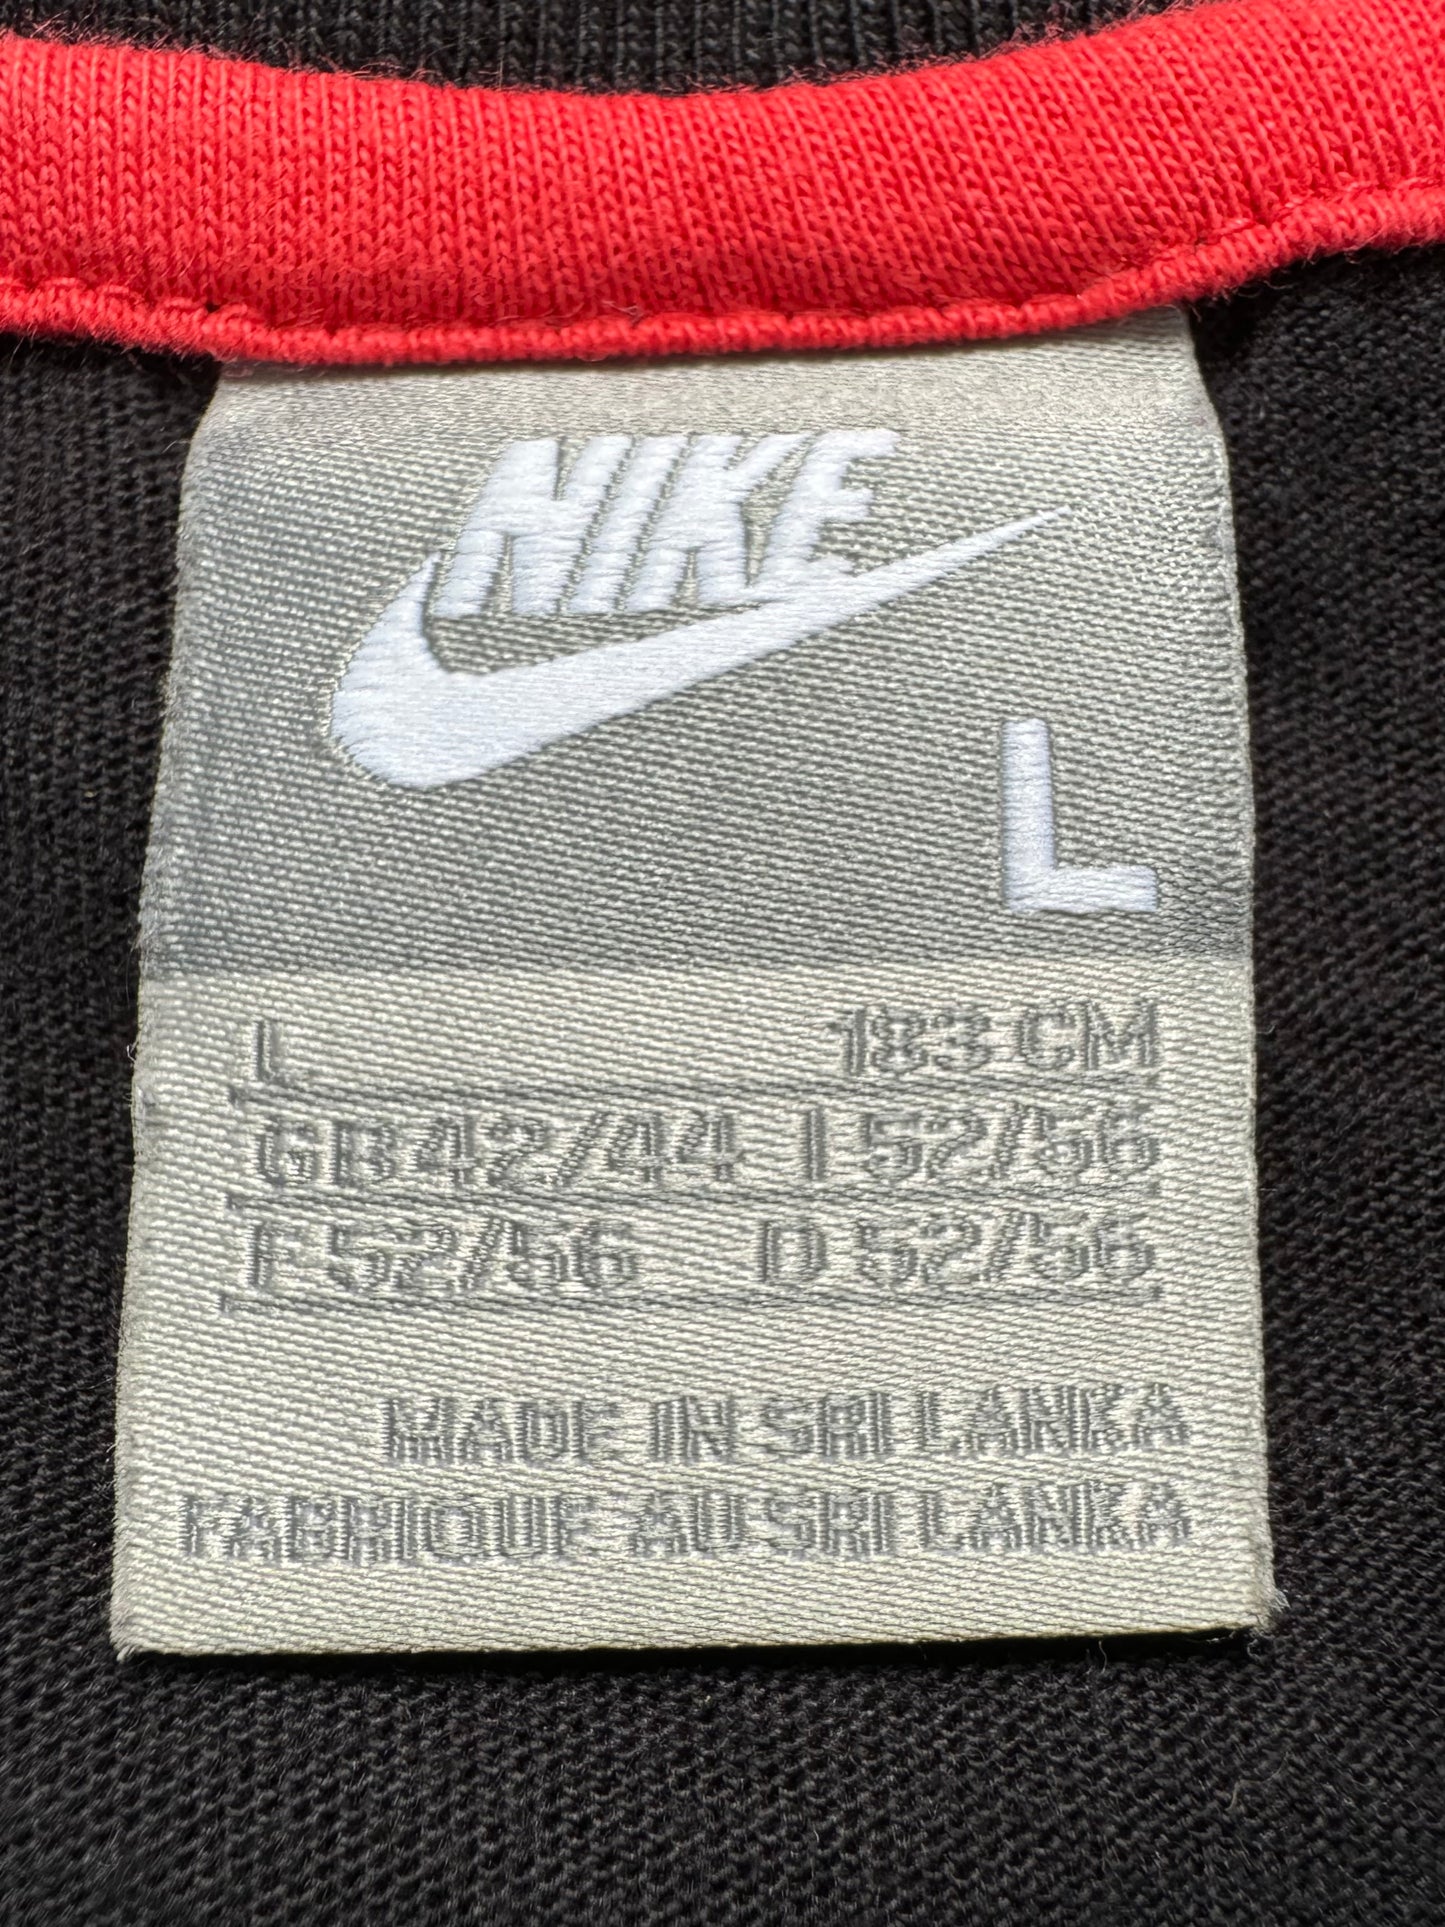 NIKE
L
L 183 CM
GB 42/44 I 52/56
F 52/56 D 52/56
MADE IN SRI LANKA
FABRIQUE AU SRI LANKA